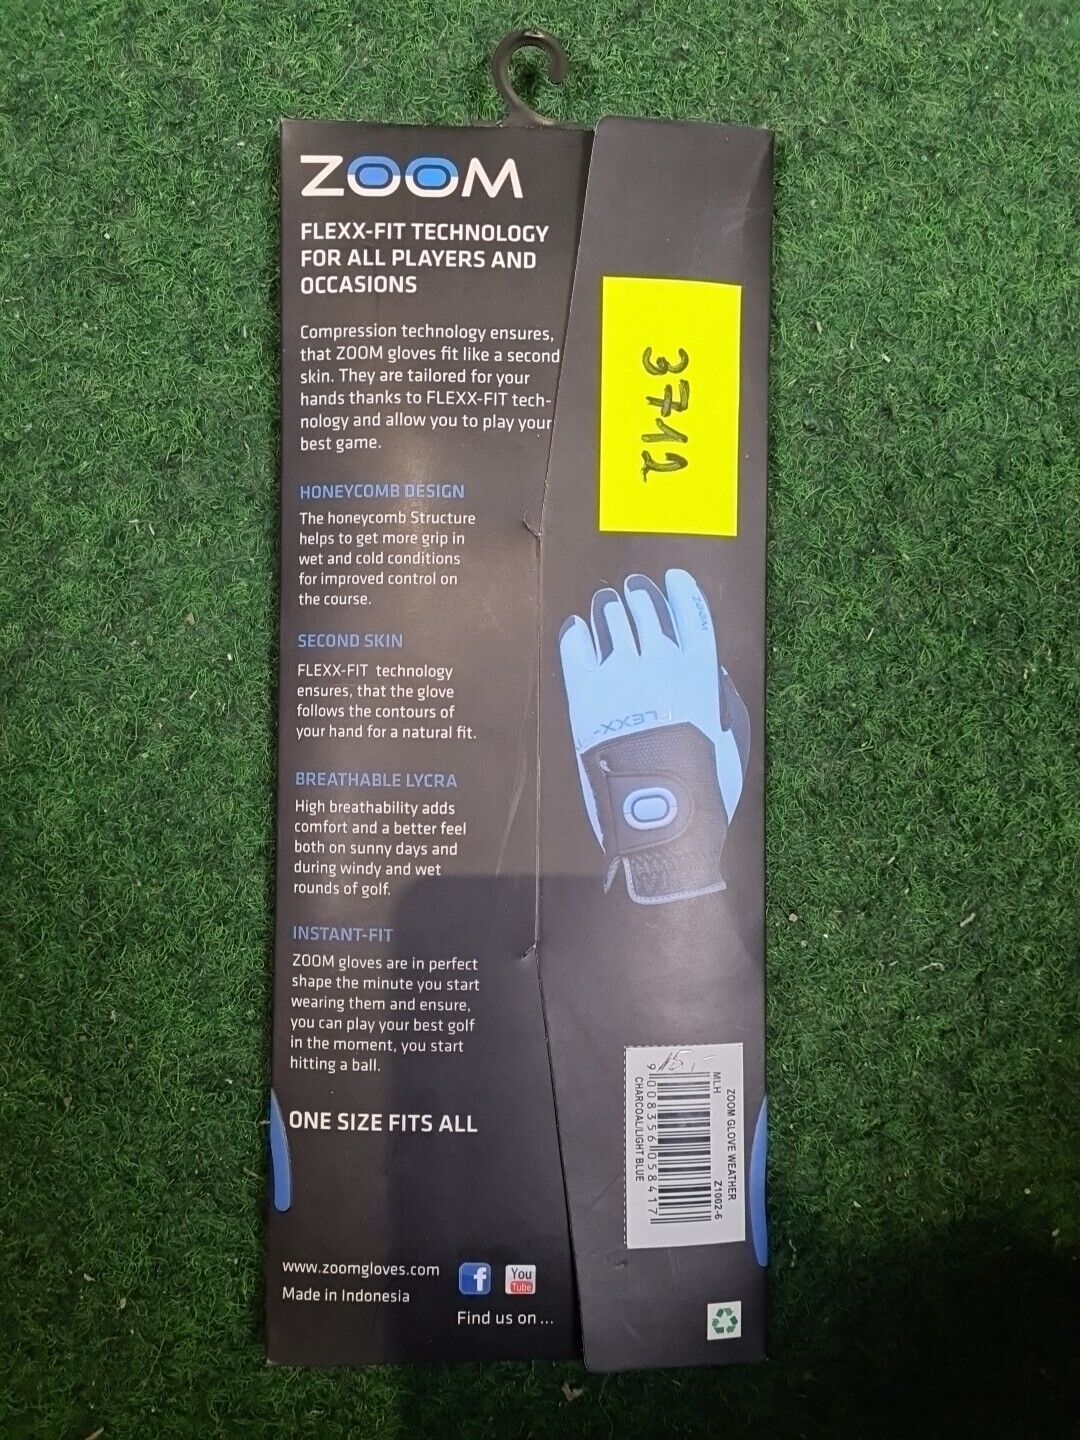 ZOOM
FLEXX-FIT TECHNOLOGY
FOR ALL PLAYERS AND
OCCASIONS
Compression technology ensures,
that ZOOM gloves fit like a second
skin. They are tailored for your
hands thanks to FLEXX-FIT tech-
nology and allow you to play your
best game.
HONEYCOMB DESIGN
The honeycomb Structure
helps to get more grip in
wet and cold conditions
for improved control on
the course.
SECOND SKIN
FLEXX-FIT technology
ensures, that the glove
follows the contours of
your hand for a natural fit.
BREATHABLE LYCRA
High breathability adds
comfort and a better feel
both on sunny days and
during windy and wet
rounds of golf.
INSTANT-FIT
ZOOM gloves are in perfect
shape the minute you start
wearing them and ensure,
you can play your best golf
in the moment, you start
hitting a ball.
ONE SIZE FITS ALL
www.zoomgloves.com
Made in Indonesia
f
You
Tube
Find us on ...
3712
ZOOM
FLEXX-
ZOOM GLOVE WEATHER
MLH Z1002-6
9008356058417
CHARCOAL/LIGHT BLUE
15,-